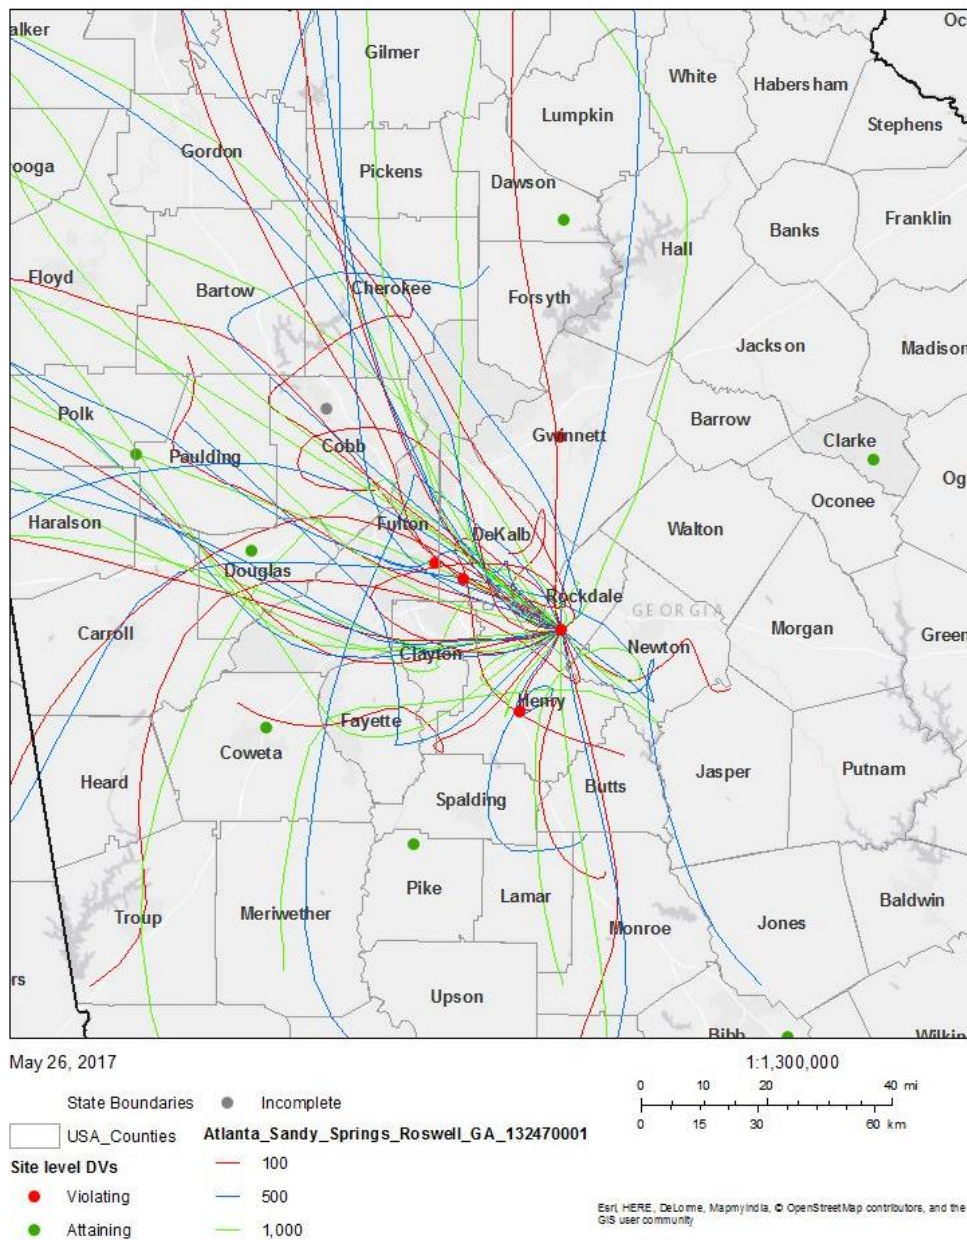 Oc
alker
Gilmer
White
Habersham
Lumpkin
Stephens
Gordon
ooga
Pickens
Dawson
Franklin
Banks
Hall
Floyd
Bartow
Cherokee
Forsyth
Jackson
Madison
Polk
Barrow
Gwinnett
Clarke
Cobb
Paulding
Og
Oconee
Haralson
Fulton
DeKalb
Walton
Douglas
Rockdale
GEORGIA
Carroll
Morgan
Green
Clayton
Newton
Henry
Fayette
Coweta
Heard
Jasper
Putnam
Butts
Spalding
Pike
Lamar
Baldwin
Troup
Meriwether
Jones
Monroe
rs
Upson
Bibb
Wilkin
May 26, 2017
1:1,300,000
0 10 20 40 mi
0 15 30 60 km
State Boundaries
Incomplete
USA_Counties
Atlanta_Sandy_Springs_Roswell_GA_132470001
Site level DVs
100
Violating
500
Attaining
1,000
Esri, HERE, DeLorme, MapmyIndia, © OpenStreetMap contributors, and the
GIS user community